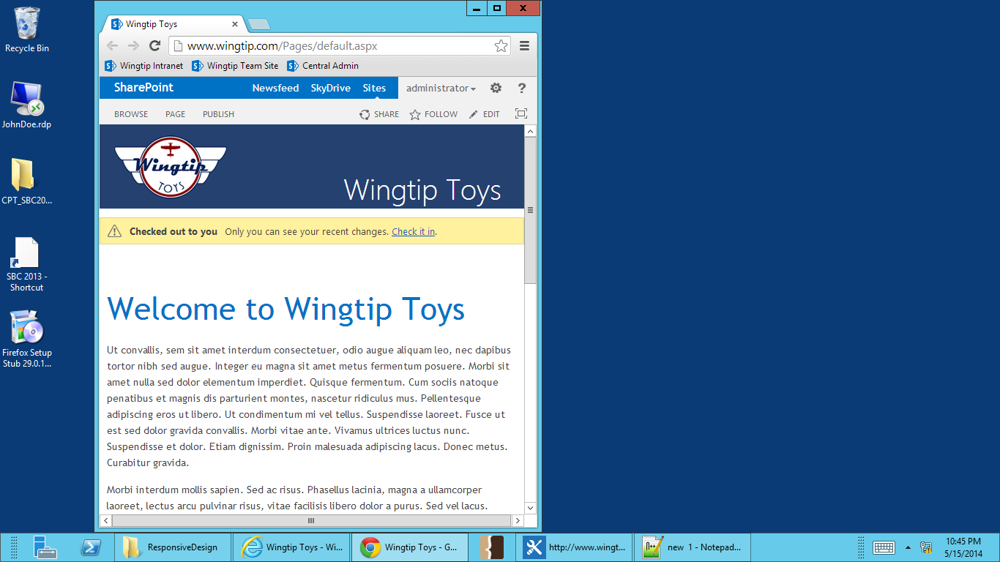 Recycle Bin
JohnDoe.rdp
CPT_SBC20...
SBC 2013 -
Shortcut
Firefox Setup
Stub 29.0.1...
Wingtip Toys
www.wingtip.com/Pages/default.aspx
Wingtip Intranet Wingtip Team Site Central Admin
SharePoint Newsfeed SkyDrive Sites administrator ?
BROWSE PAGE PUBLISH SHARE FOLLOW EDIT
Wingtip
TOYS
Wingtip Toys
Checked out to you Only you can see your recent changes. Check it in.
Welcome to Wingtip Toys
Ut convallis, sem sit amet interdum consectetuer, odio augue aliquam leo, nec dapibus
tortor nibh sed augue. Integer eu magna sit amet metus fermentum posuere. Morbi sit
amet nulla sed dolor elementum imperdiet. Quisque fermentum. Cum sociis natoque
penatibus et magnis dis parturient montes, nascetur ridiculus mus. Pellentesque
adipiscing eros ut libero. Ut condimentum mi vel tellus. Suspendisse laoreet. Fusce ut
est sed dolor gravida convallis. Morbi vitae ante. Vivamus ultrices luctus nunc.
Suspendisse et dolor. Etiam dignissim. Proin malesuada adipiscing lacus. Donec metus.
Curabitur gravida.
Morbi interdum mollis sapien. Sed ac risus. Phasellus lacinia, magna a ullamcorper
laoreet, lectus arcu pulvinar risus, vitae facilisis libero dolor a purus. Sed vel lacus.
ResponsiveDesign Wingtip Toys - Wi... Wingtip Toys - G... http://www.wingt... new 1 - Notepad...
10:45 PM
5/15/2014